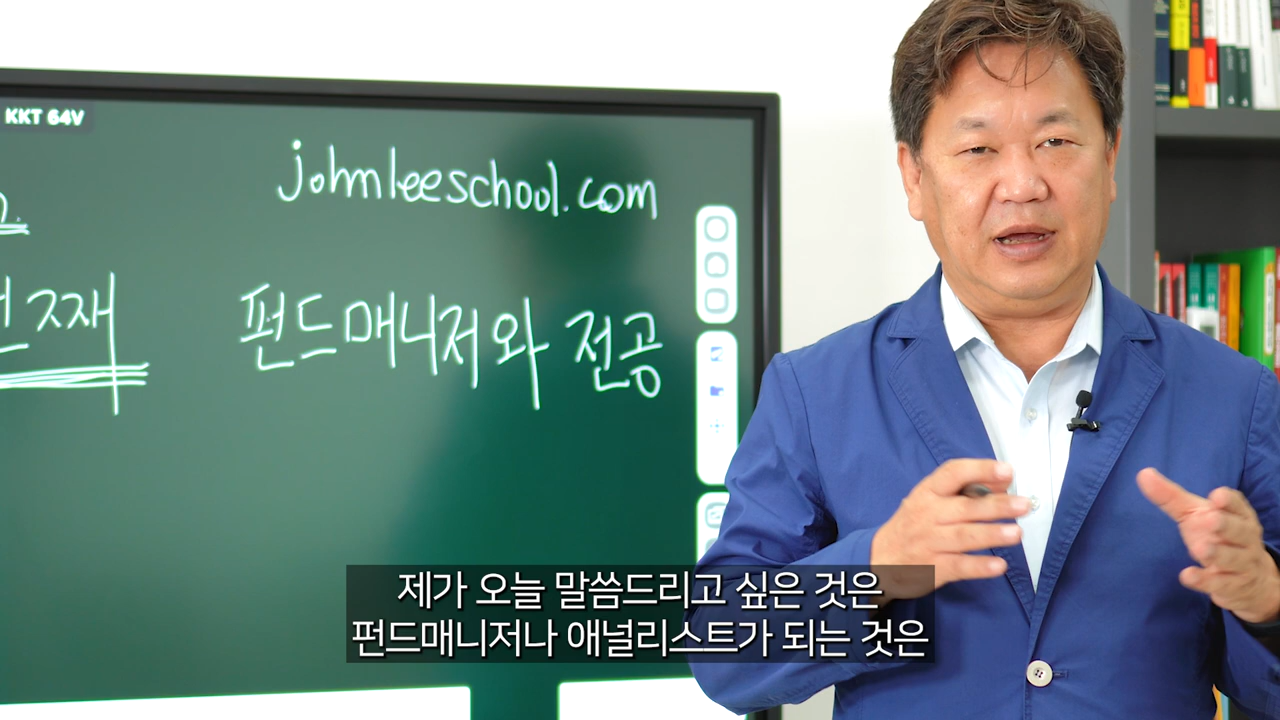 KKT 64V
johnleeschool.com
펀드매니저와 전공
제가 오늘 말씀드리고 싶은 것은
펀드매니저나 애널리스트가 되는 것은